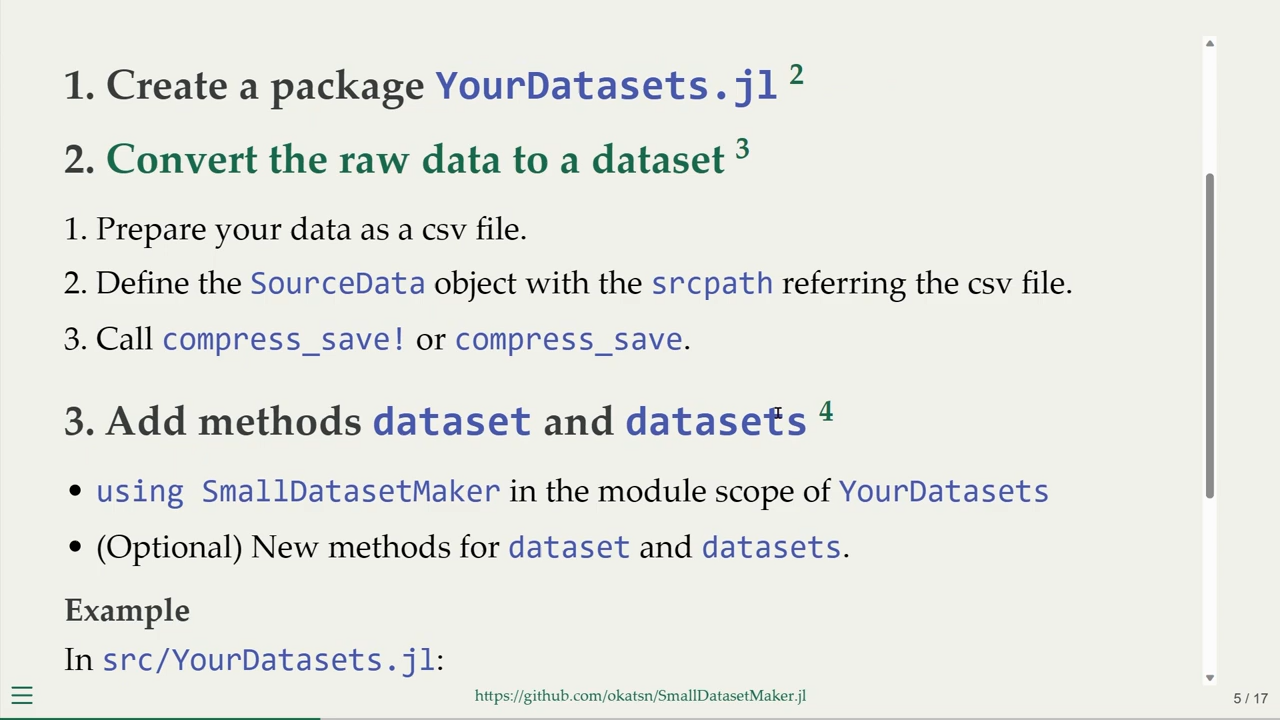 1. Create a package YourDatasets.jl 2
2. Convert the raw data to a dataset 3
1. Prepare your data as a csv file.
2. Define the SourceData object with the srcpath referring the csv file.
3. Call compress_save! or compress_save.
3. Add methods dataset and datasets 4
• using SmallDatasetMaker in the module scope of YourDatasets
• (Optional) New methods for dataset and datasets.
Example
In src/YourDatasets.jl:
https://github.com/okatsn/SmallDatasetMaker.jl
5 / 17